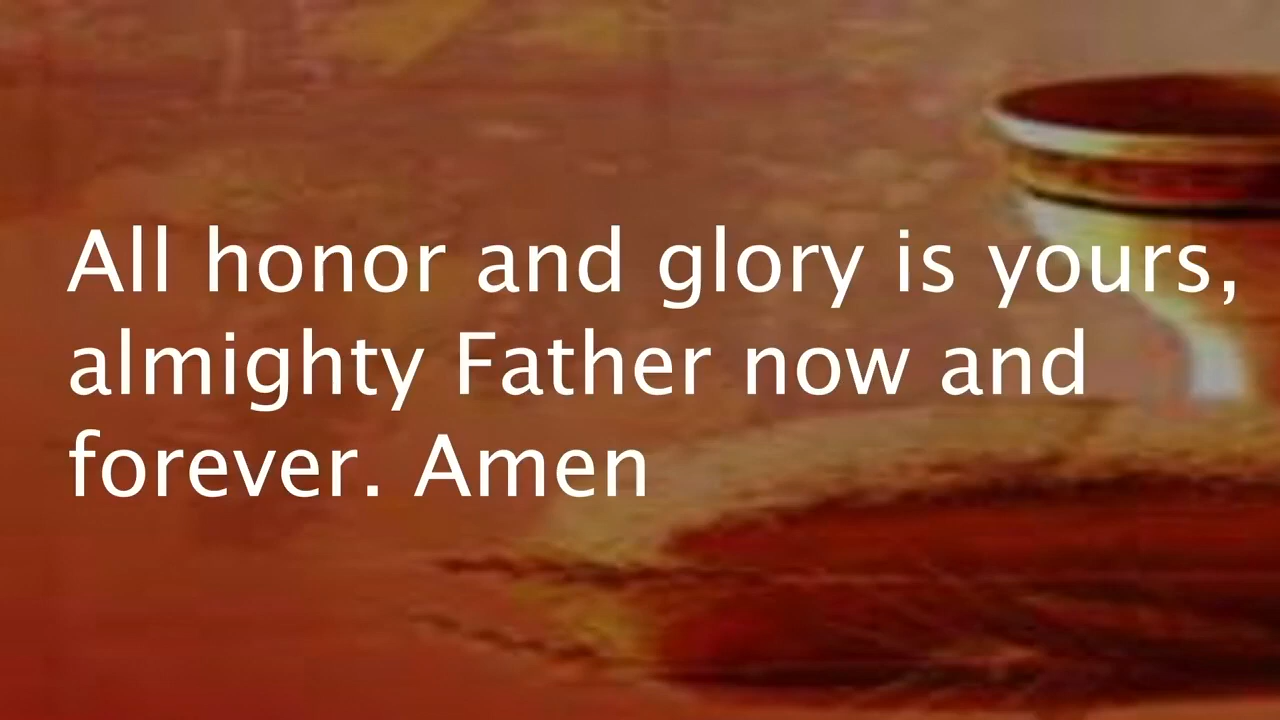 All honor and glory is yours,
almighty Father now and
forever. Amen